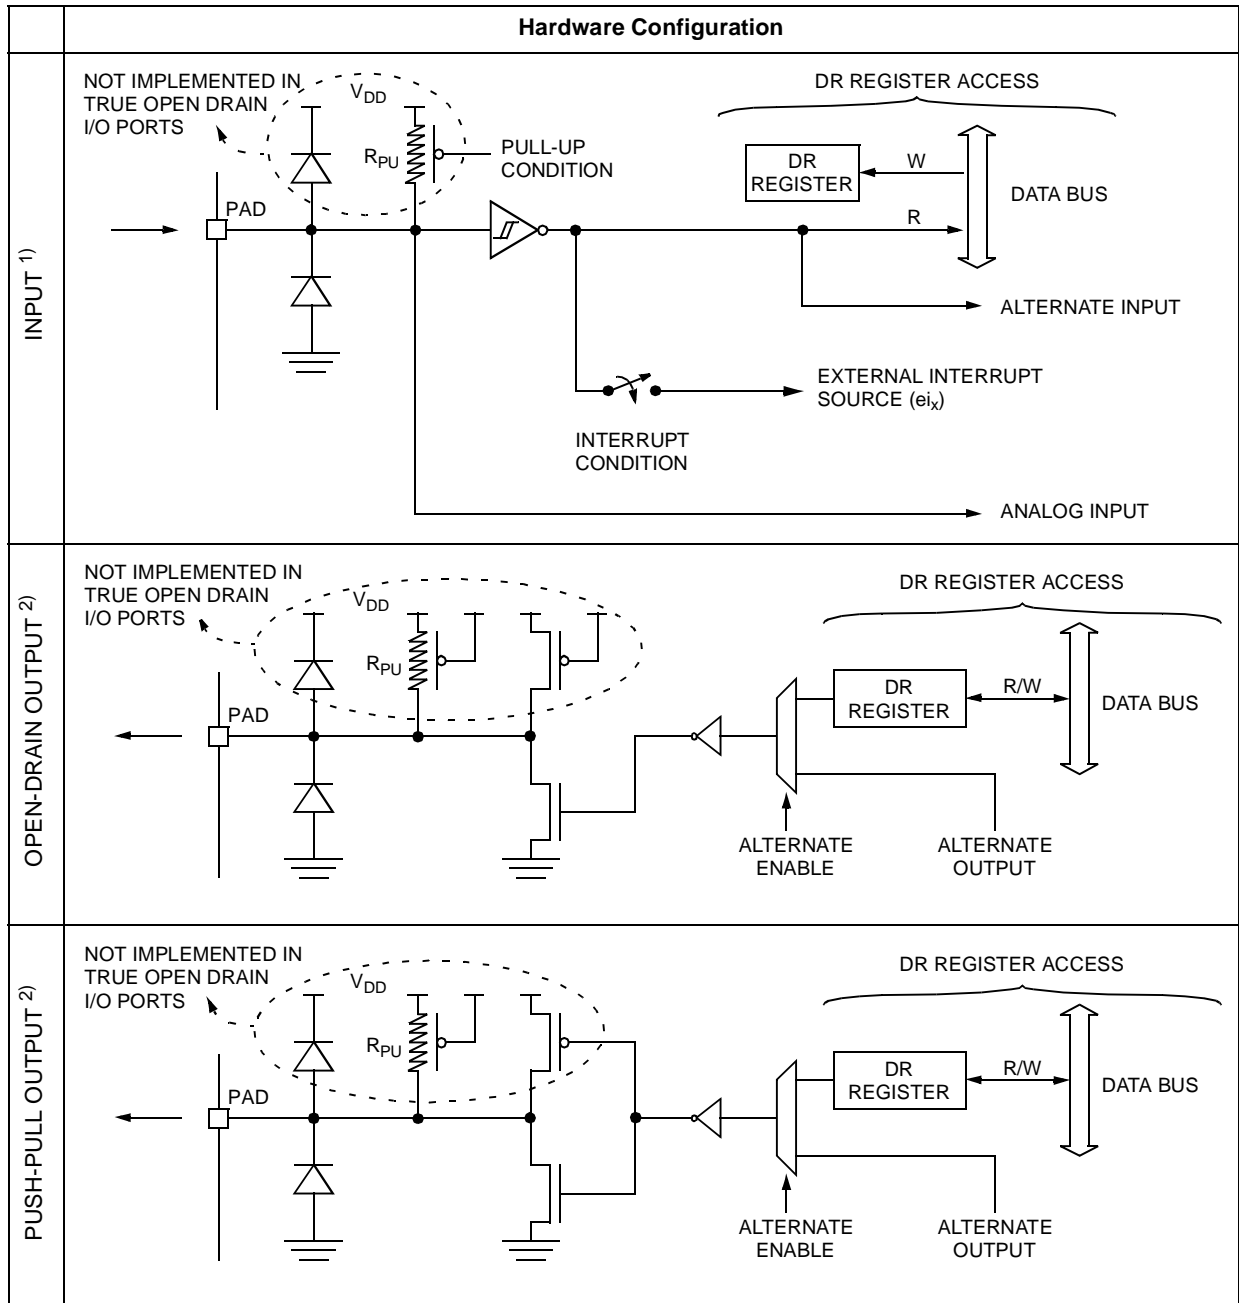 Hardware Configuration
INPUT 1)
NOT IMPLEMENTED IN
TRUE OPEN DRAIN
I/O PORTS
VDD
RPU
PULL-UP
CONDITION
PAD
DR REGISTER ACCESS
DR
REGISTER
W
R
DATA BUS
ALTERNATE INPUT
EXTERNAL INTERRUPT
SOURCE (eix)
INTERRUPT
CONDITION
ANALOG INPUT
OPEN-DRAIN OUTPUT 2)
NOT IMPLEMENTED IN
TRUE OPEN DRAIN
I/O PORTS
VDD
RPU
PAD
DR REGISTER ACCESS
DR
REGISTER
R/W
DATA BUS
ALTERNATE
ENABLE
ALTERNATE
OUTPUT
PUSH-PULL OUTPUT 2)
NOT IMPLEMENTED IN
TRUE OPEN DRAIN
I/O PORTS
VDD
RPU
PAD
DR REGISTER ACCESS
DR
REGISTER
R/W
DATA BUS
ALTERNATE
ENABLE
ALTERNATE
OUTPUT